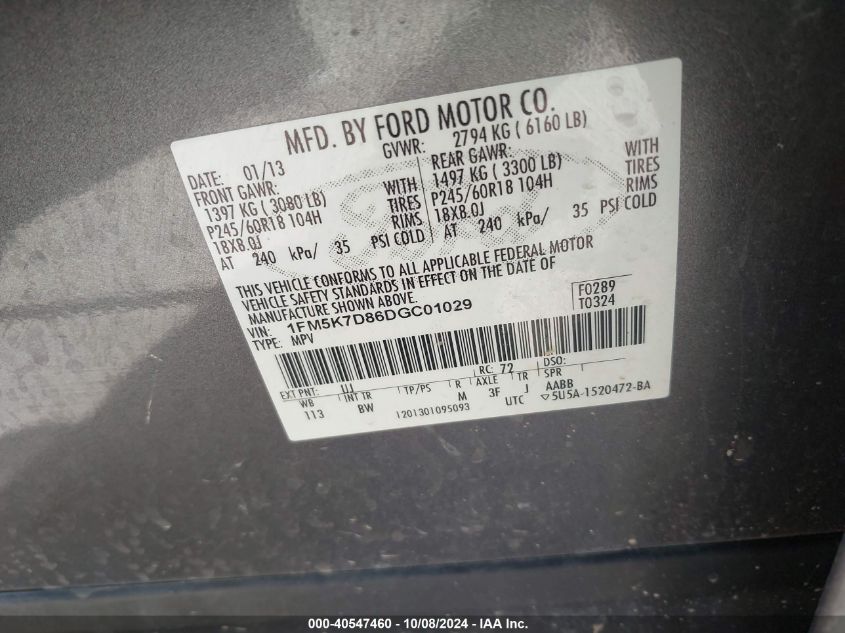 MFD. BY FORD MOTOR CO.
DATE: 01/13 GVWR: 2794 KG ( 6160 LB)
FRONT GAWR: REAR GAWR: WITH
1397 KG ( 3080 LB) WITH 1497 KG ( 3300 LB) TIRES
P245/60R18 104H TIRES P245/60R18 104H RIMS
18X8.0J RIMS 18X8.0J
AT 240 kPa/ 35 PSI COLD AT 240 kPa/ 35 PSI COLD
THIS VEHICLE CONFORMS TO ALL APPLICABLE FEDERAL MOTOR
VEHICLE SAFETY STANDARDS IN EFFECT ON THE DATE OF
MANUFACTURE SHOWN ABOVE.
VIN: 1FM5K7D86DGC01029 F0289
TYPE: MPV T0324
EXT PNT: UJ RC: 72 DSO:
WB INT TR TP/PS R AXLE TR SPR
113 BW M 3F J AABB
1201301095093 UTC ▽5U5A-1520472-BA
000-40547460 - 10/08/2024 - IAA Inc.